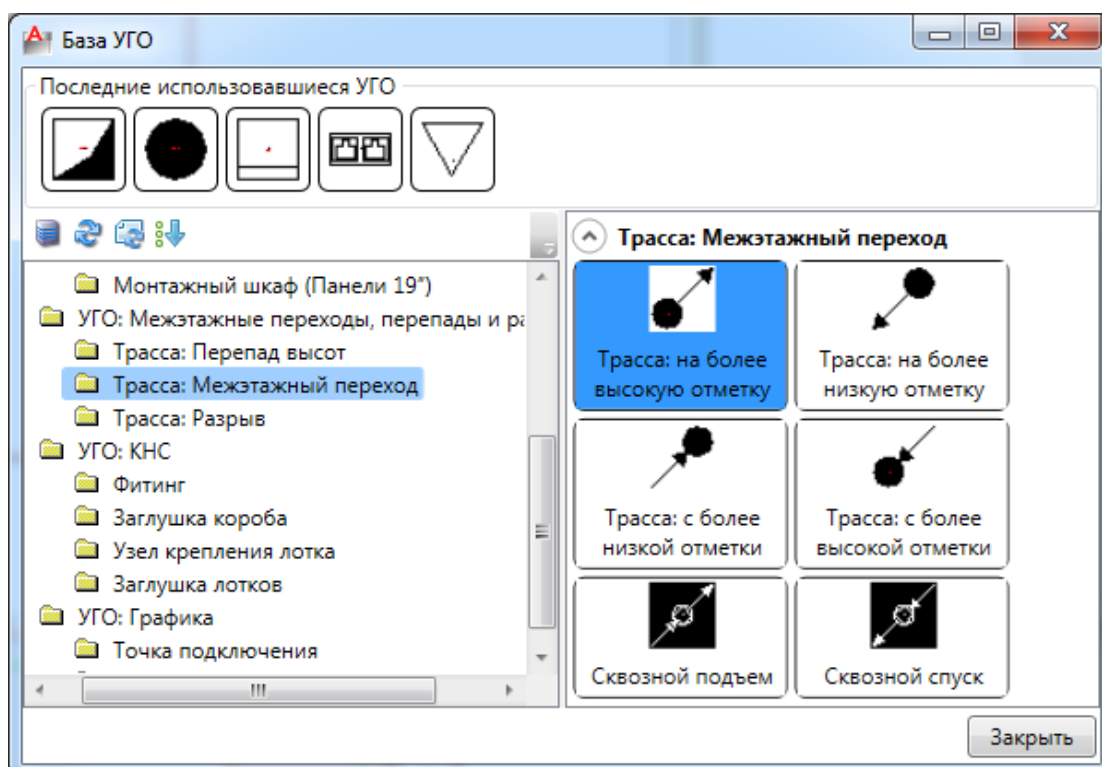 База УГО
Последние использовавшиеся УГО
Монтажный шкаф (Панели 19")
УГО: Межэтажные переходы, перепады и ра
Трасса: Перепад высот
Трасса: Межэтажный переход
Трасса: Разрыв
УГО: КНС
Фитинг
Заглушка короба
Узел крепления лотка
Заглушка лотков
УГО: Графика
Точка подключения
Трасса: Межэтажный переход
Трасса: на более
высокую отметку
Трасса: на более
низкую отметку
Трасса: с более
низкой отметки
Трасса: с более
высокой отметки
Сквозной подъем
Сквозной спуск
Закрыть